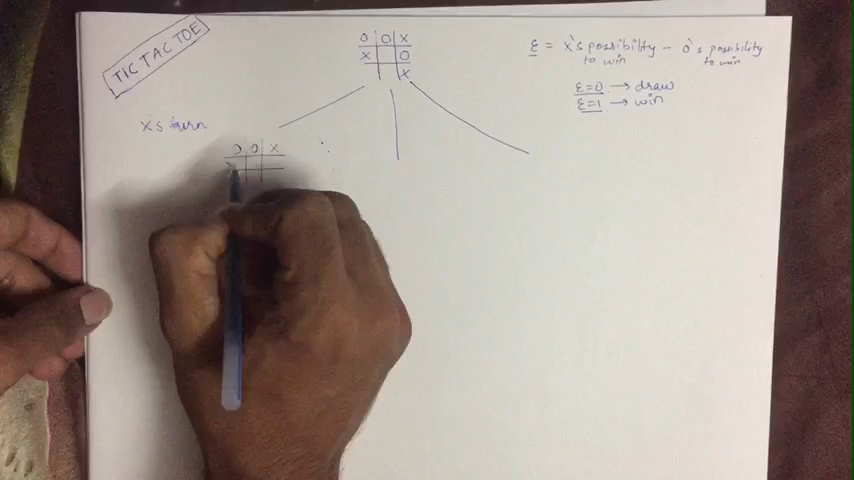 TIC TAC TOE
O O X
X O
X
ε = X's possibility - O's possibility
to win to win
ε=0 → draw
ε=1 → win
X's turn
O O X
X